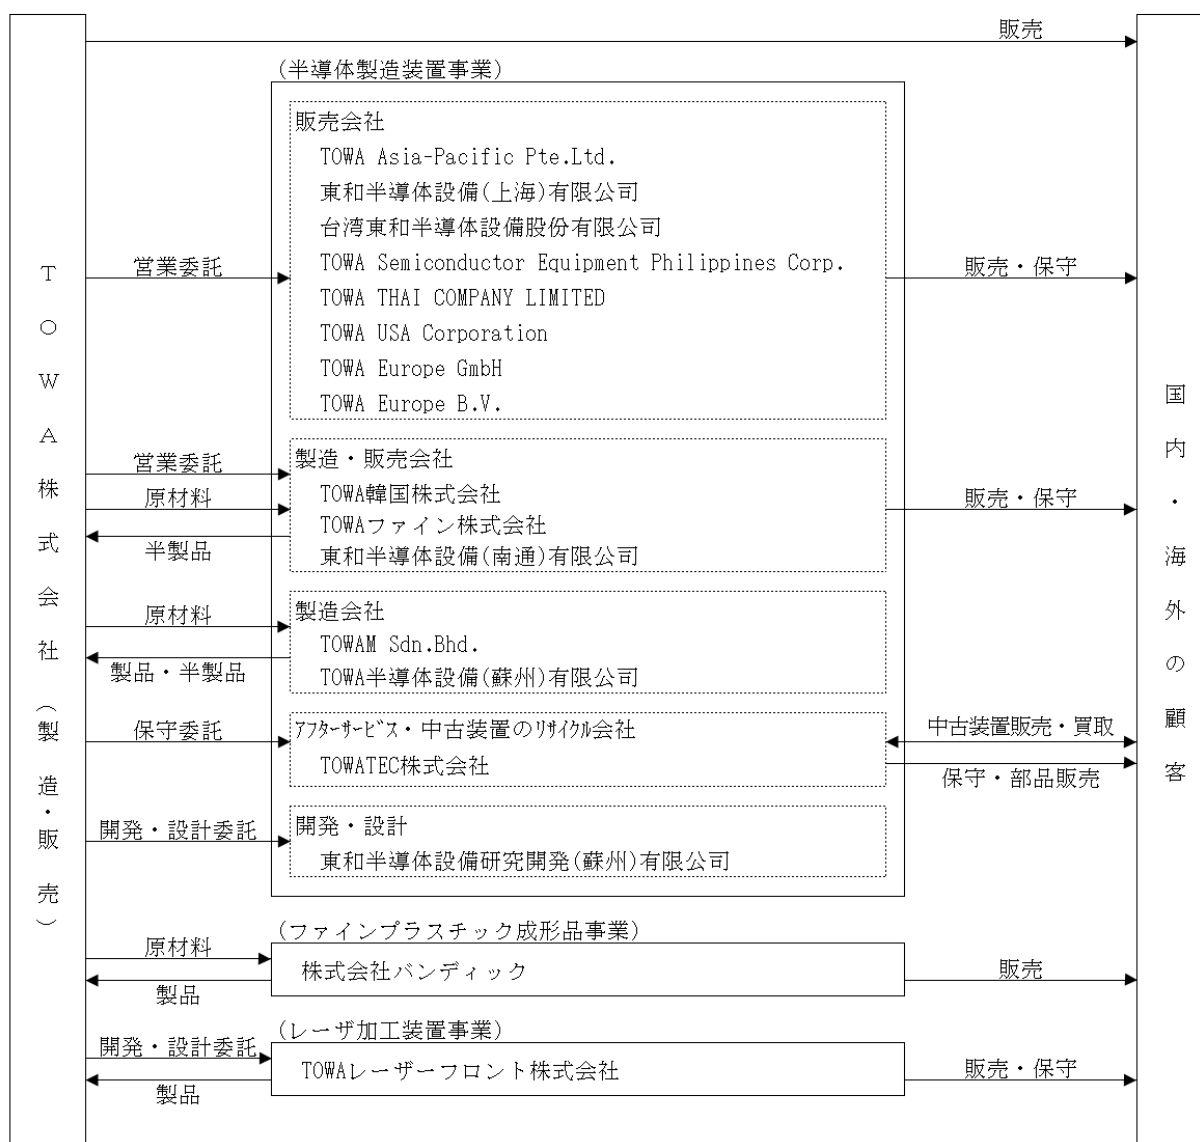 販売
(半導体製造装置事業)
販売会社
TOWA Asia-Pacific Pte.Ltd.
東和半導体設備(上海)有限公司
台湾東和半導体設備股份有限公司
TOWA Semiconductor Equipment Philippines Corp.
TOWA THAI COMPANY LIMITED
TOWA USA Corporation
TOWA Europe GmbH
TOWA Europe B.V.
営業委託
販売・保守
TOWA株式会社(製造・販売)
国内・海外の顧客
製造・販売会社
TOWA韓国株式会社
TOWAファイン株式会社
東和半導体設備(南通)有限公司
営業委託
原材料
半製品
販売・保守
製造会社
TOWAM Sdn.Bhd.
TOWA半導体設備(蘇州)有限公司
原材料
製品・半製品
アフターサービス・中古装置のリサイクル会社
TOWATEC株式会社
保守委託
中古装置販売・買取
保守・部品販売
開発・設計
東和半導体設備研究開発(蘇州)有限公司
開発・設計委託
(ファインプラスチック成形品事業)
株式会社バンディック
原材料
製品
販売
(レーザ加工装置事業)
TOWAレーザーフロント株式会社
開発・設計委託
製品
販売・保守